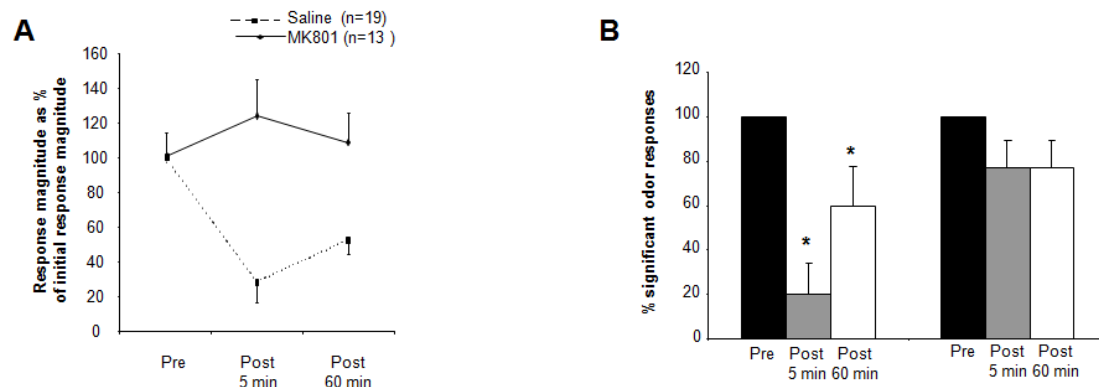 A
Saline (n=19)
MK801 (n=13 )
Response magnitude as %
of initial response magnitude
160
140
120
100
80
60
40
20
0
Pre
Post
5 min
Post
60 min
B
% significant odor responses
120
100
80
60
40
20
0
*
*
Pre
Post
5 min
Post
60 min
Pre
Post
5 min
Post
60 min